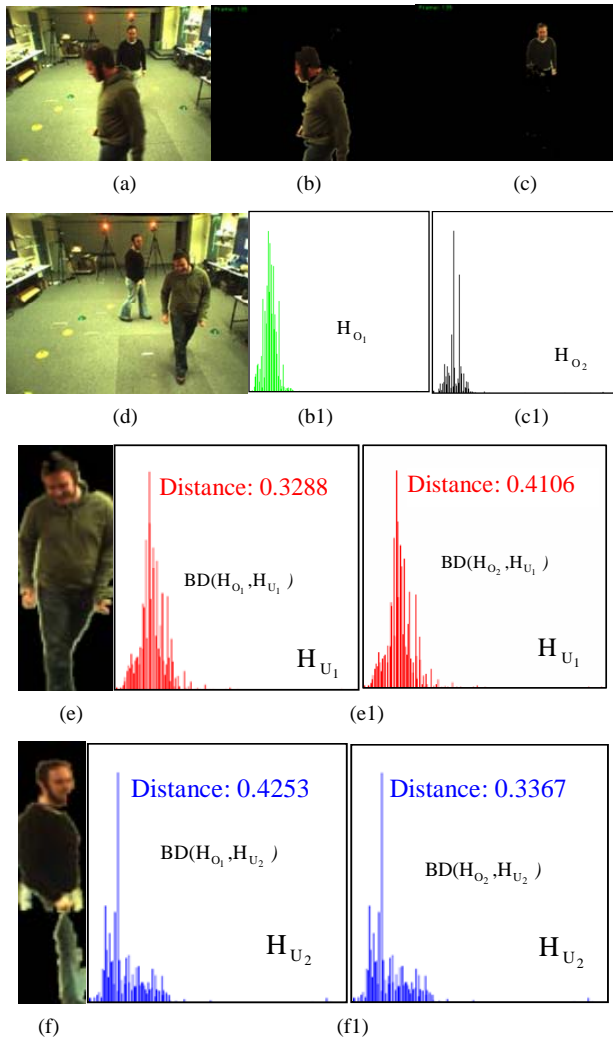 (a)
(b)
(c)
H_{O_1}
H_{O_2}
(d)
(b1)
(c1)
Distance: 0.3288
Distance: 0.4106
BD(H_{O_1},H_{U_1})
BD(H_{O_2},H_{U_1})
H_{U_1}
H_{U_1}
(e)
(e1)
Distance: 0.4253
Distance: 0.3367
BD(H_{O_1},H_{U_2})
BD(H_{O_2},H_{U_2})
H_{U_2}
H_{U_2}
(f)
(f1)